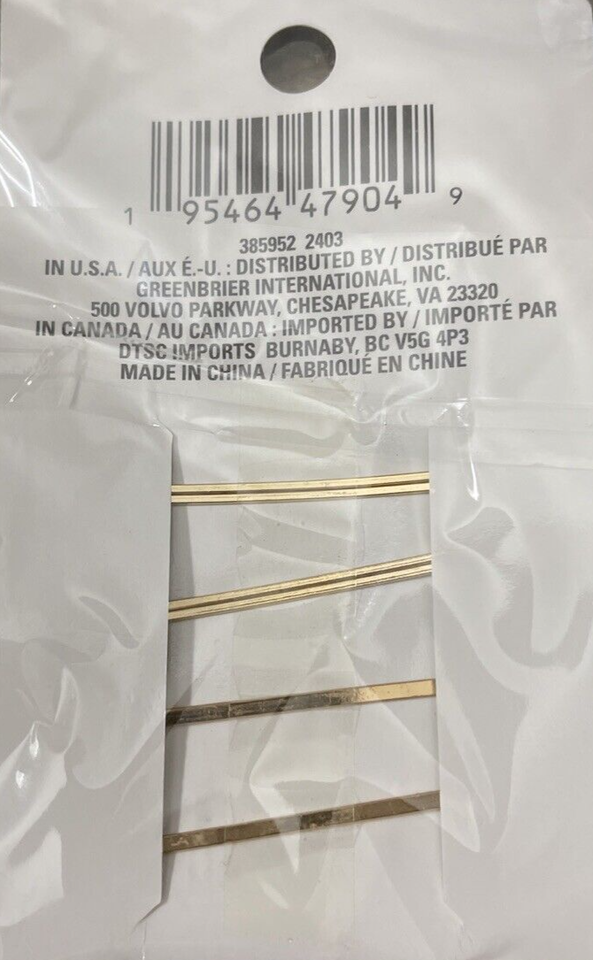 1 95464 47904 9
385952 2403
IN U.S.A. / AUX É.-U. : DISTRIBUTED BY / DISTRIBUÉ PAR
GREENBRIER INTERNATIONAL, INC.
500 VOLVO PARKWAY, CHESAPEAKE, VA 23320
IN CANADA / AU CANADA : IMPORTED BY / IMPORTÉ PAR
DTSC IMPORTS BURNABY, BC V5G 4P3
MADE IN CHINA / FABRIQUÉ EN CHINE